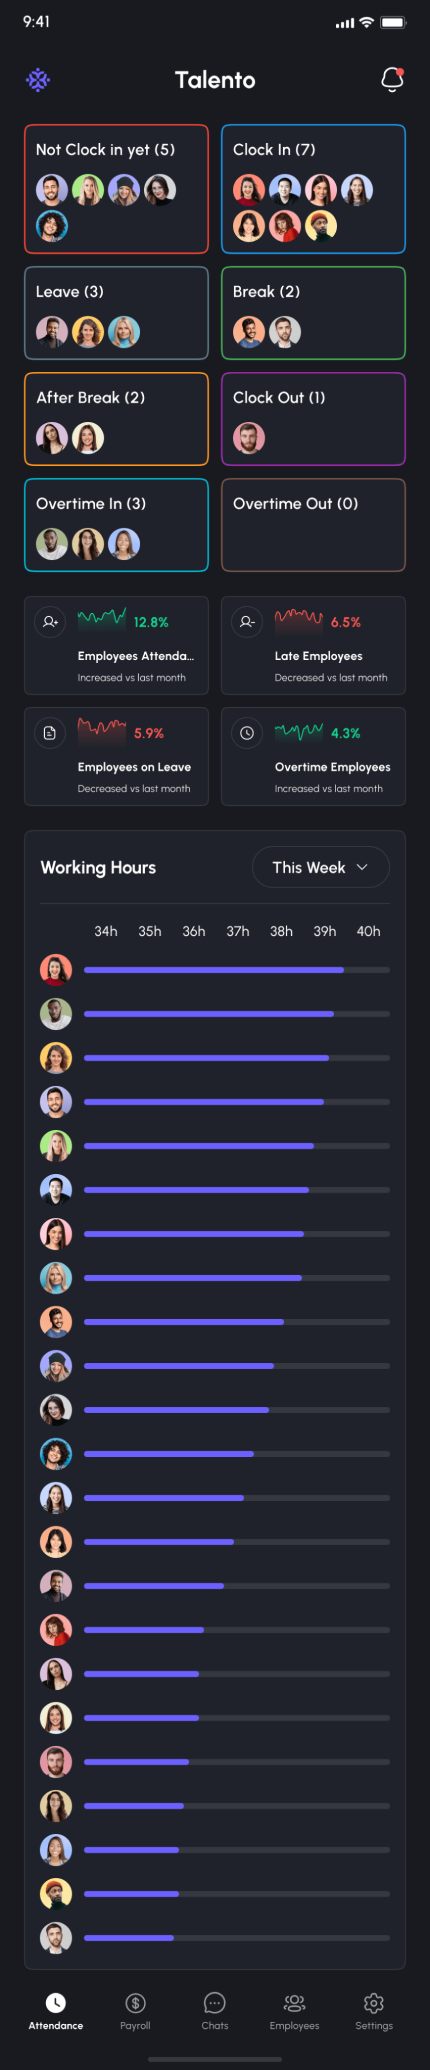 9:41
Talento
Not Clock in yet (5)
Clock In (7)
Leave (3)
Break (2)
After Break (2)
Clock Out (1)
Overtime In (3)
Overtime Out (0)
12.8%
Employees Attenda...
Increased vs last month
6.5%
Late Employees
Decreased vs last month
5.9%
Employees on Leave
Decreased vs last month
4.3%
Overtime Employees
Increased vs last month
Working Hours
This Week
34h 35h 36h 37h 38h 39h 40h
Attendance Payroll Chats Employees Settings